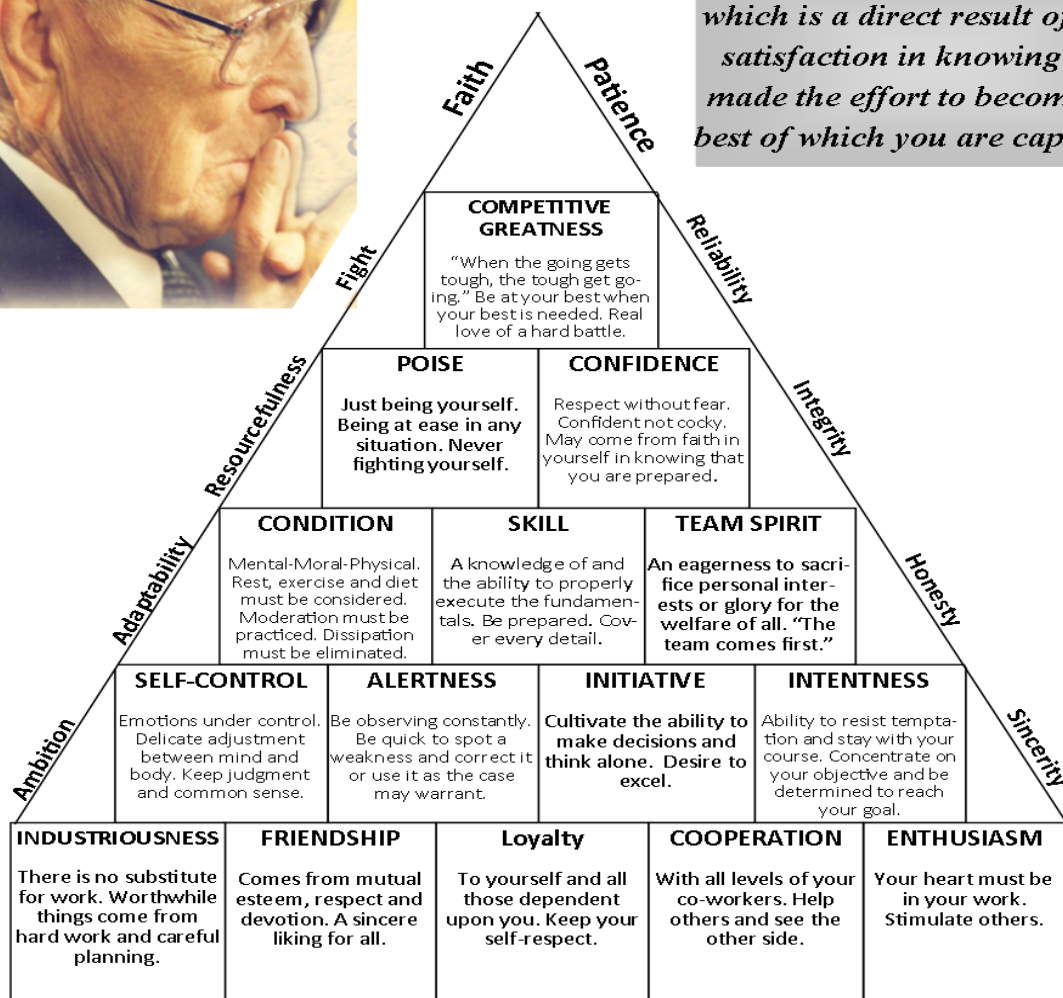 which is a direct result of
satisfaction in knowing
made the effort to
best of which you are
Faith
Patience
COMPETITIVE
GREATNESS
“When the going gets
tough, the tough get go-
ing.” Be at your best when
your best is needed. Real
love of a hard battle.
Fight
Reliability
POISE
Just being yourself.
Being at ease in any
situation. Never
fighting yourself.
CONFIDENCE
Respect without fear.
Confident not cocky.
May come from faith in
yourself in knowing that
you are prepared.
Resourcefulness
Integrity
CONDITION
Mental-Moral-Physical.
Rest, exercise and diet
must be considered.
Moderation must be
practiced. Dissipation
must be eliminated.
SKILL
A knowledge of and
the ability to properly
execute the fundamen-
tals. Be prepared. Cov-
er every detail.
TEAM SPIRIT
An eagerness to sacri-
fice personal inter-
ests or glory for the
welfare of all. “The
team comes first.”
Adaptability
Honesty
SELF-CONTROL
Emotions under control.
Delicate adjustment
between mind and
body. Keep judgment
and common sense.
ALERTNESS
Be observing constantly.
Be quick to spot a
weakness and correct it
or use it as the case
may warrant.
INITIATIVE
Cultivate the ability to
make decisions and
think alone. Desire to
excel.
INTENTNESS
Ability to resist tempta-
tion and stay with your
course. Concentrate on
your objective and be
determined to reach
your goal.
Ambition
Sincerity
INDUSTRIOUSNESS
There is no substitute
for work. Worthwhile
things come from
hard work and careful
planning.
FRIENDSHIP
Comes from mutual
esteem, respect and
devotion. A sincere
liking for all.
Loyalty
To yourself and all
those dependent
upon you. Keep your
self-respect.
COOPERATION
With all levels of your
co-workers. Help
others and see the
other side.
ENTHUSIASM
Your heart must be
in your work.
Stimulate others.